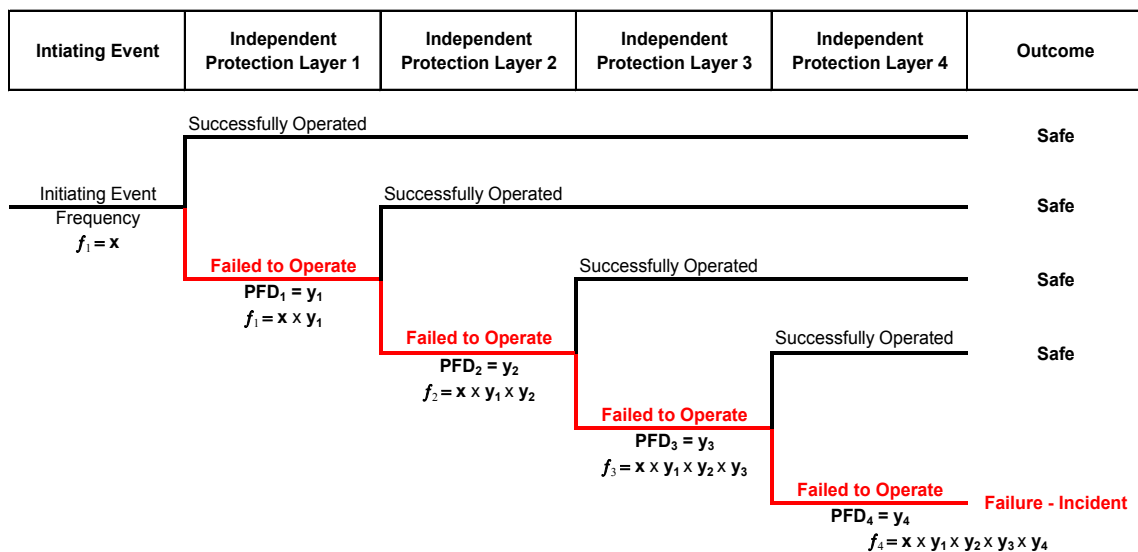 Intiating Event
Independent
Protection Layer 1
Independent
Protection Layer 2
Independent
Protection Layer 3
Independent
Protection Layer 4
Outcome
Successfully Operated
Safe
Initiating Event
Frequency
f₁ = x
Successfully Operated
Safe
Failed to Operate
PFD₁ = y₁
f₁ = x x y₁
Successfully Operated
Safe
Failed to Operate
PFD₂ = y₂
f₂ = x x y₁ x y₂
Successfully Operated
Safe
Failed to Operate
PFD₃ = y₃
f₃ = x x y₁ x y₂ x y₃
Failed to Operate
Failure - Incident
PFD₄ = y₄
f₄ = x x y₁ x y₂ x y₃ x y₄